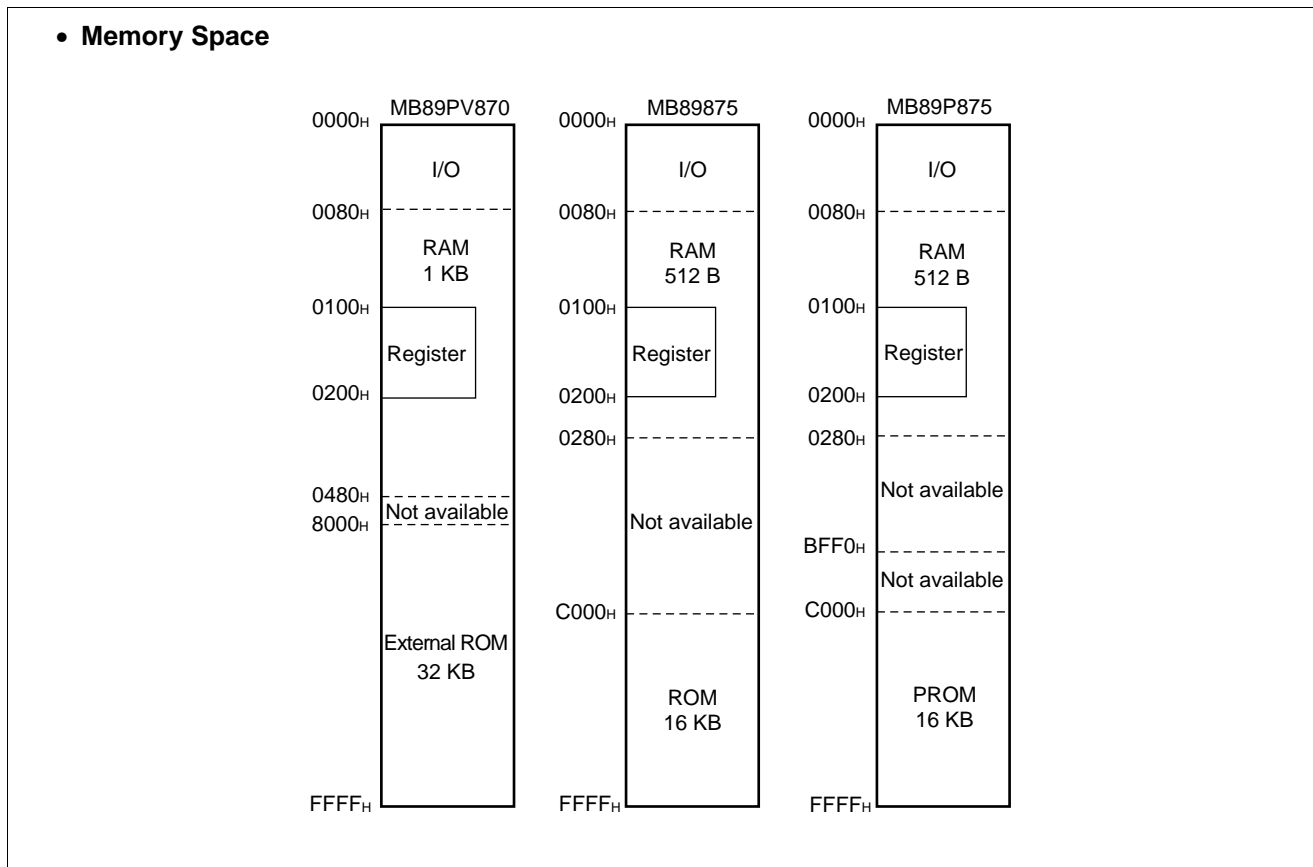 • Memory Space
MB89PV870
0000H
I/O
0080H
RAM
1 KB
0100H
Register
0200H
0480H
Not available
8000H
External ROM
32 KB
FFFFH
MB89875
0000H
I/O
0080H
RAM
512 B
0100H
Register
0200H
0280H
Not available
C000H
ROM
16 KB
FFFFH
MB89P875
0000H
I/O
0080H
RAM
512 B
0100H
Register
0200H
0280H
Not available
BFF0H
Not available
C000H
PROM
16 KB
FFFFH